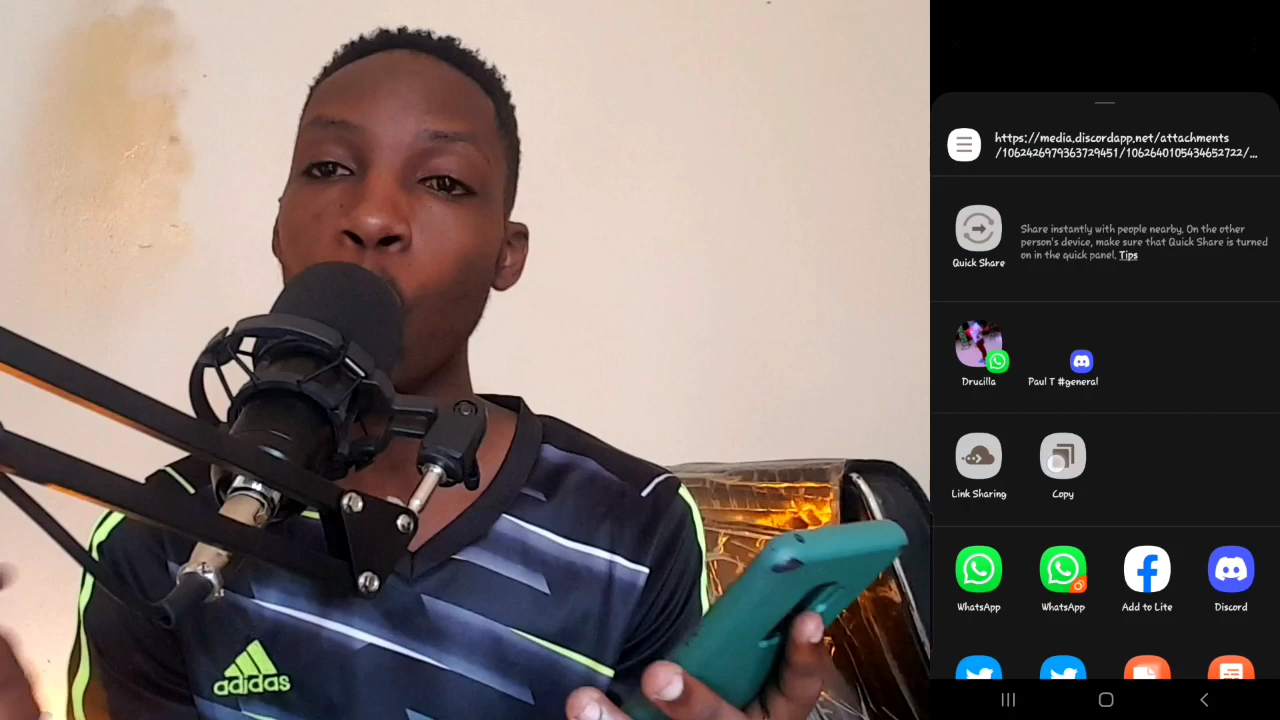 https://media.discordapp.net/attachments
/1062426979363729451/1062640105434652722/...
Quick Share
Share instantly with people nearby. On the other
person's device, make sure that Quick Share is turned
on in the quick panel. Tips
Drucilla
Paul T #general
Link Sharing
Copy
WhatsApp
WhatsApp
Add to Lite
Discord
adidas